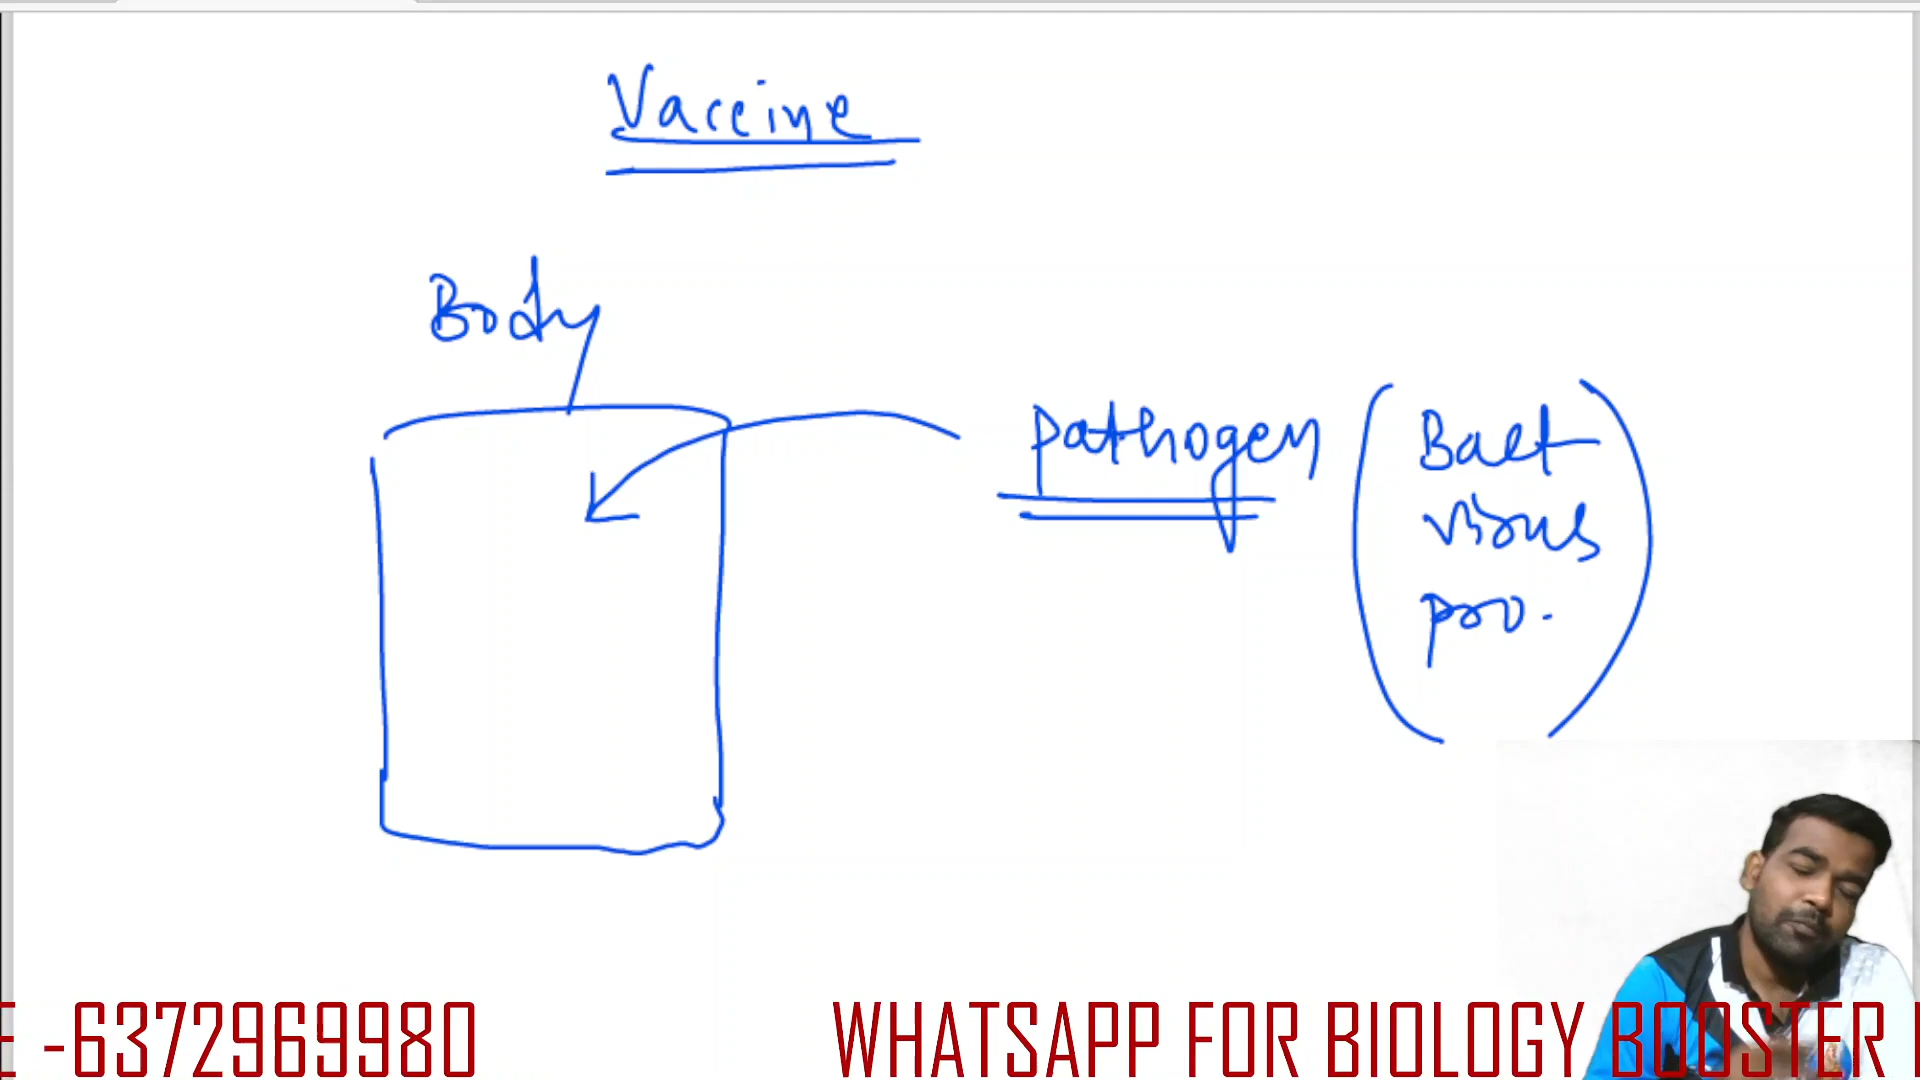 Vaccine
Body
pathogen
Bact
virus
pro.
E -6372969980 WHATSAPP FOR BIOLOGY BOOSTER